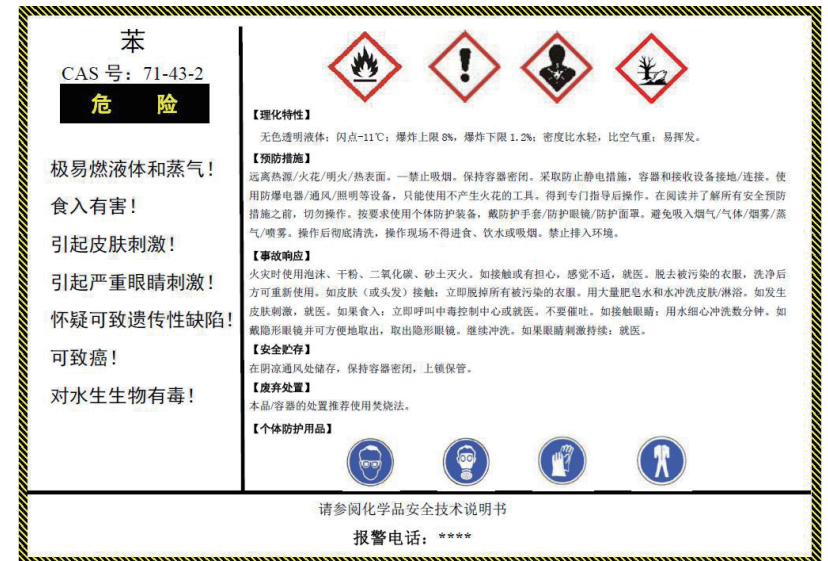 苯
CAS 号：71-43-2
危 险
极易燃液体和蒸气！
食入有害！
引起皮肤刺激！
引起严重眼睛刺激！
怀疑可致遗传性缺陷！
可致癌！
对水生生物有毒！
【理化特性】
无色透明液体；闪点-11℃；爆炸上限 8%，爆炸下限 1.2%；密度比水轻，比空气重；易挥发。
【预防措施】
远离热源/火花/明火/热表面。—禁止吸烟。保持容器密闭。采取防止静电措施，容器和接收设备接地/连接。使
用防爆电器/通风/照明等设备，只能使用不产生火花的工具。得到专门指导后操作。在阅读并了解所有安全预防
措施之前，切勿操作。按要求使用个体防护装备，戴防护手套/防护眼镜/防护面罩。避免吸入烟气/气体/烟雾/蒸
气/喷雾。操作后彻底清洗，操作现场不得进食、饮水或吸烟。禁止排入环境。
【事故响应】
火灾时使用泡沫、干粉、二氧化碳、砂土灭火。如接触或有担心，感觉不适，就医。脱去被污染的衣服，洗净后
方可重新使用。如皮肤（或头发）接触：立即脱掉所有被污染的衣服。用大量肥皂水和水冲洗皮肤/淋浴。如发生
皮肤刺激，就医。如果食入：立即呼叫中毒控制中心或就医。不要催吐。如接触眼睛：用水细心冲洗数分钟。如
戴隐形眼镜并可方便地取出，取出隐形眼镜。继续冲洗。如果眼睛刺激持续：就医。
【安全贮存】
在阴凉通风处储存，保持容器密闭，上锁保管。
【废弃处置】
本品/容器的处置推荐使用焚烧法。
【个体防护用品】
请参阅化学品安全技术说明书
报警电话：****